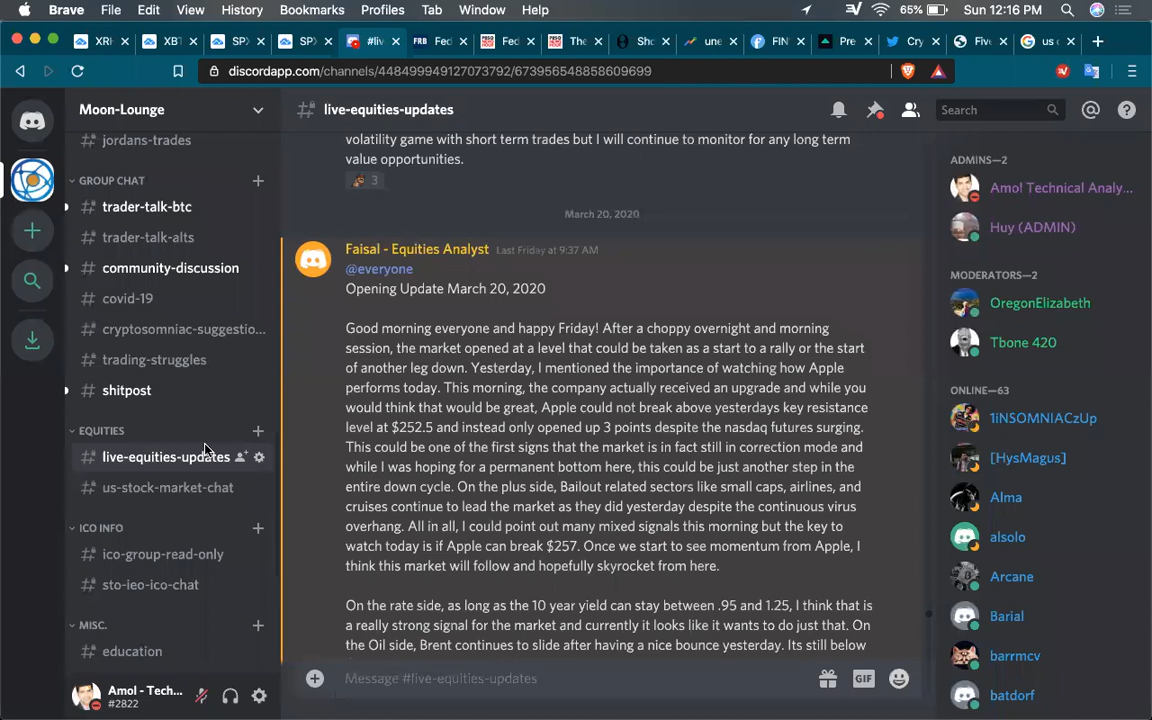 Brave File Edit View History Bookmarks Profiles Tab Window Help 65% Sun 12:16 PM
XRI XBT SPX SPX #liv Fed Fed The Sho une FIN Pre Cry Five us c
discordapp.com/channels/448499949127073792/673956548858609699
Moon-Lounge
jordans-trades
GROUP CHAT
trader-talk-btc
trader-talk-alts
community-discussion
covid-19
cryptosomniac-suggestio...
trading-struggles
shitpost
EQUITIES
live-equities-updates
us-stock-market-chat
ICO INFO
ico-group-read-only
sto-ieo-ico-chat
MISC.
education
Amol - Tech...
#2822
live-equities-updates
Search
volatility game with short term trades but I will continue to monitor for any long term
value opportunities.
3
March 20, 2020
Faisal - Equities Analyst Last Friday at 9:37 AM
@everyone
Opening Update March 20, 2020
Good morning everyone and happy Friday! After a choppy overnight and morning
session, the market opened at a level that could be taken as a start to a rally or the start
of another leg down. Yesterday, I mentioned the importance of watching how Apple
performs today. This morning, the company actually received an upgrade and while you
would think that would be great, Apple could not break above yesterdays key resistance
level at $252.5 and instead only opened up 3 points despite the nasdaq futures surging.
This could be one of the first signs that the market is in fact still in correction mode and
while I was hoping for a permanent bottom here, this could be just another step in the
entire down cycle. On the plus side, Bailout related sectors like small caps, airlines, and
cruises continue to lead the market as they did yesterday despite the continuous virus
overhang. All in all, I could point out many mixed signals this morning but the key to
watch today is if Apple can break $257. Once we start to see momentum from Apple, I
think this market will follow and hopefully skyrocket from here.
On the rate side, as long as the 10 year yield can stay between .95 and 1.25, I think that is
a really strong signal for the market and currently it looks like it wants to do just that. On
the Oil side, Brent continues to slide after having a nice bounce yesterday. Its still below
Message #live-equities-updates
GIF
ADMINS—2
Amol Technical Analy...
Huy (ADMIN)
MODERATORS—2
OregonElizabeth
Tbone 420
ONLINE—63
1iNSOMNIACzUp
[HysMagus]
Alma
alsolo
Arcane
Barial
barrmcv
batdorf